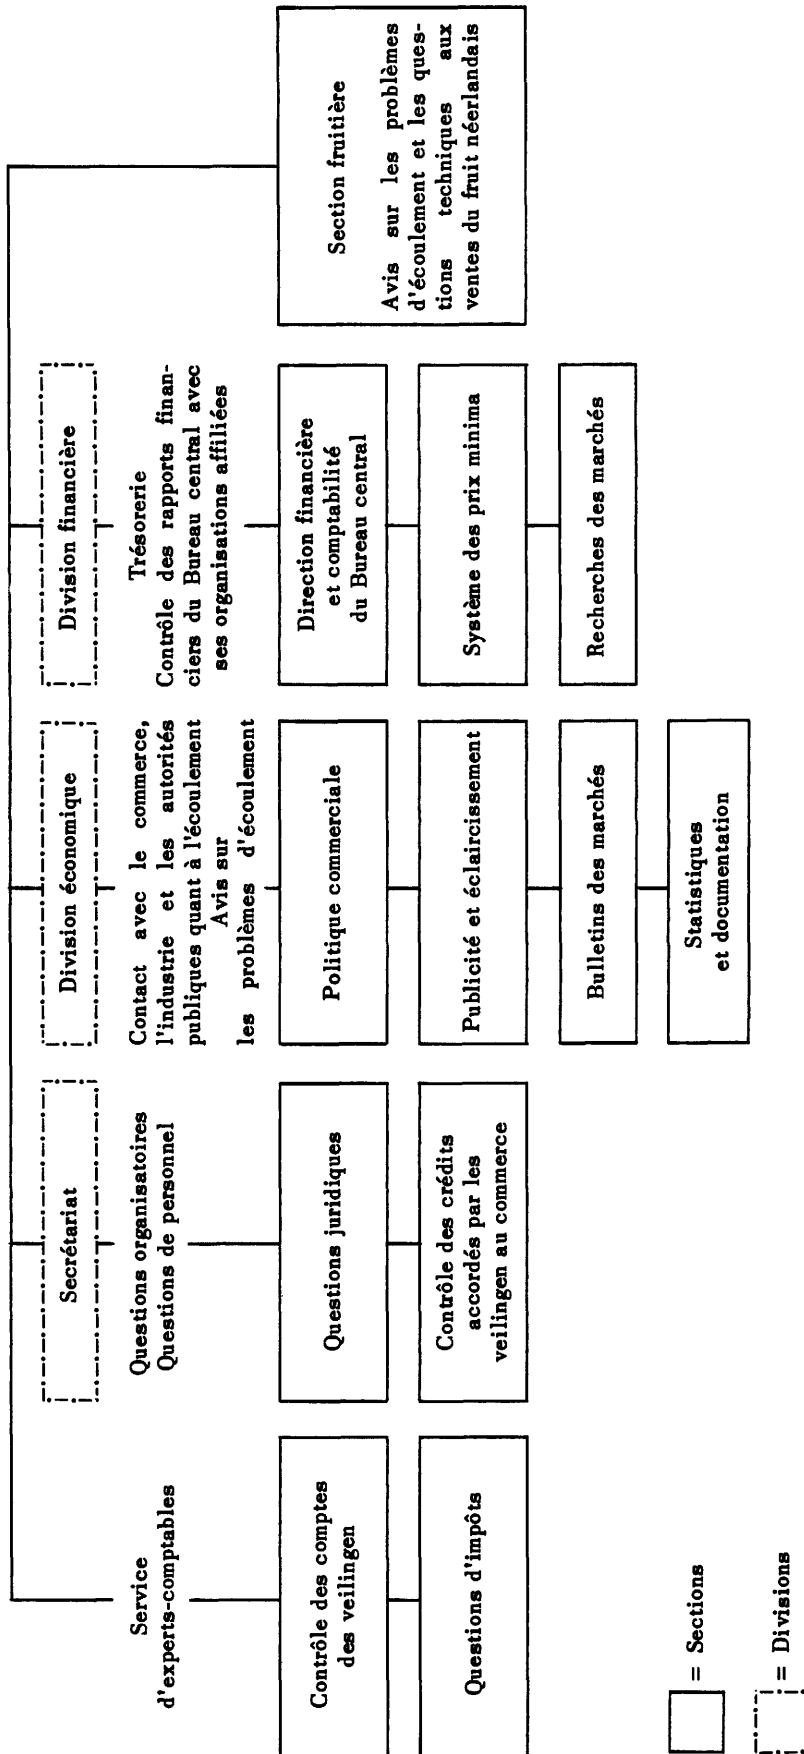 Service
d'experts-comptables
Contrôle des comptes
des veilingen
Questions d'impôts
Secrétariat
Questions organisatoires
Questions de personnel
Questions juridiques
Contrôle des crédits
accordés par les
veilingen au commerce
Division économique
Contact avec le commerce,
l'industrie et les autorités
publiques quant à l'écoulement
Avis sur
les problèmes d'écoulement
Politique commerciale
Publicité et éclaircissement
Bulletins des marchés
Statistiques
et documentation
Division financière
Trésorerie
Contrôle des rapports finan-
ciers du Bureau central avec
ses organisations affiliées
Direction financière
et comptabilité
du Bureau central
Système des prix minima
Recherches des marchés
Section fruitière
Avis sur les problèmes
d'écoulement et les ques-
tions techniques aux
ventes du fruit néerlandais
= Sections
= Divisions